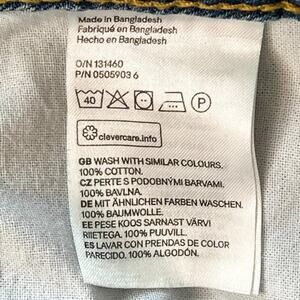 Made in Bangladesh
Fabriqué en Bangladesh
Hecho en Bangladesh
O/N 131460
P/N 0505903 6
40 P
clevercare.info
GB WASH WITH SIMILAR COLOURS.
100% COTTON.
CZ PERTE S PODOBNÝMI BARVAMI.
100% BAVLNA.
DE MIT ÄHNLICHEN FARBEN WASCHEN.
100% BAUMWOLLE.
EE PESE KOOS SARNAST VÄRVI
RIIETEGA. 100% PUUVILL.
ES LAVAR CON PRENDAS DE COLOR
PARECIDO. 100% ALGODÓN.